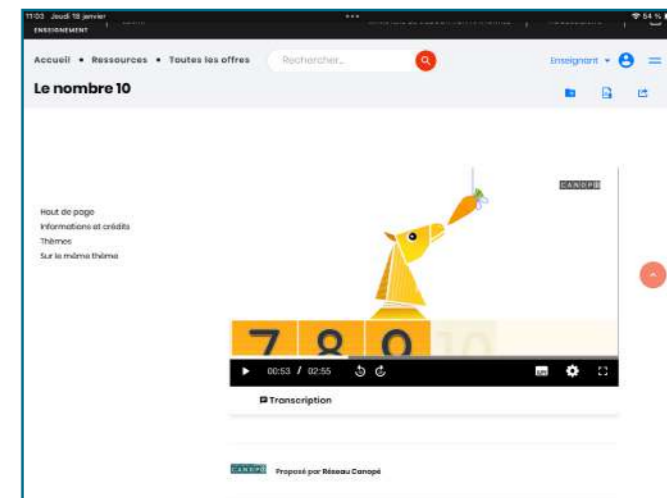 11:03 Jeudi 18 janvier
54 %
ENSEIGNEMENT
Accueil • Ressources • Toutes les offres
Rechercher...
Enseignant
Le nombre 10
CANOPÉ
Haut de page
Informations et crédits
Thèmes
Sur le même thème
7 8 9 10
00:53 / 02:55
Transcription
CANOPÉ Proposé par Réseau Canopé